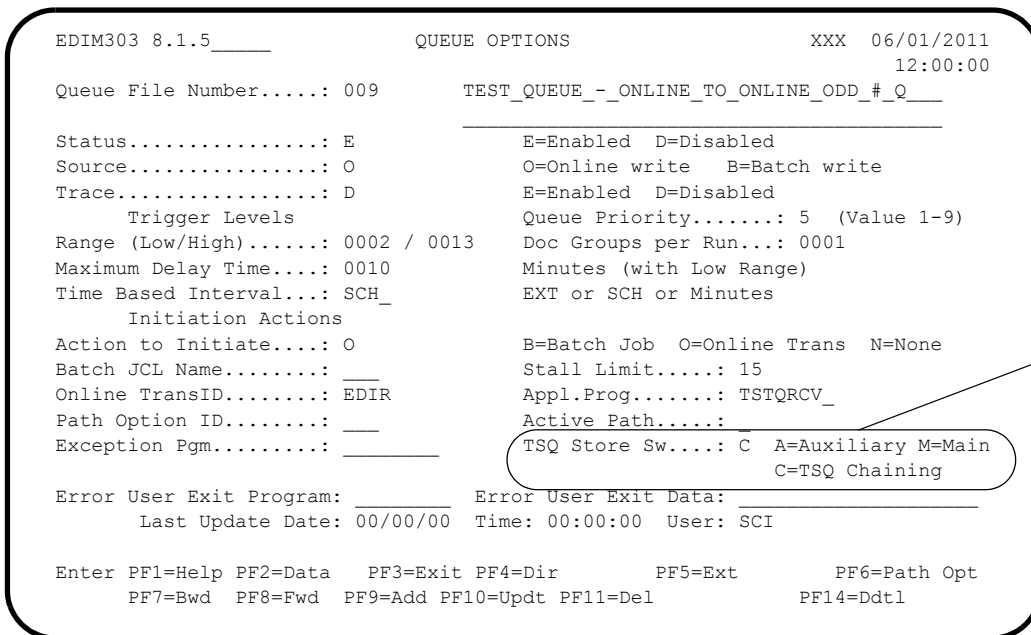 EDIM303 8.1.5_____ QUEUE OPTIONS XXX 06/01/2011
12:00:00
Queue File Number.....: 009 TEST_QUEUE_-_ONLINE_TO_ONLINE_ODD_#_Q___
________________________________________
Status................: E E=Enabled D=Disabled
Source................: O O=Online write B=Batch write
Trace.................: D E=Enabled D=Disabled
Trigger Levels Queue Priority.......: 5 (Value 1-9)
Range (Low/High)......: 0002 / 0013 Doc Groups per Run...: 0001
Maximum Delay Time....: 0010 Minutes (with Low Range)
Time Based Interval...: SCH_ EXT or SCH or Minutes
Initiation Actions
Action to Initiate....: O B=Batch Job O=Online Trans N=None
Batch JCL Name........: ___ Stall Limit.....: 15
Online TransID........: EDIR Appl.Prog.......: TSTQRCV_
Path Option ID........: ___ Active Path.....: _
Exception Pgm.........: ________ TSQ Store Sw....: C A=Auxiliary M=Main
C=TSQ Chaining
Error User Exit Program: ________ Error User Exit Data: ____________________
Last Update Date: 00/00/00 Time: 00:00:00 User: SCI
Enter PF1=Help PF2=Data PF3=Exit PF4=Dir PF5=Ext PF6=Path Opt
PF7=Bwd PF8=Fwd PF9=Add PF10=Updt PF11=Del PF14=Ddtl